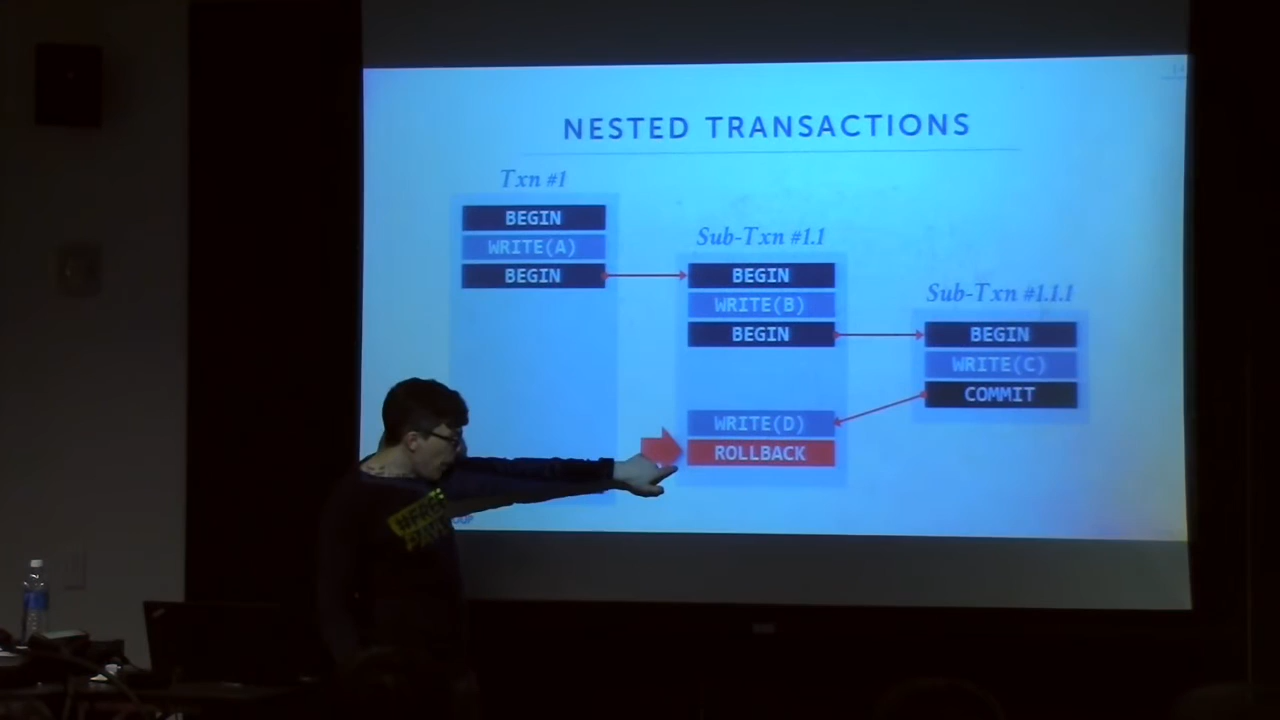 NESTED TRANSACTIONS
Txn #1
BEGIN
WRITE(A)
BEGIN
Sub-Txn #1.1
BEGIN
WRITE(B)
BEGIN
WRITE(D)
ROLLBACK
Sub-Txn #1.1.1
BEGIN
WRITE(C)
COMMIT
#FREE